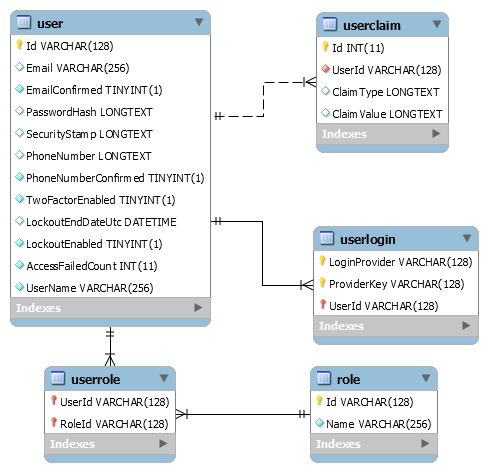 user
Id VARCHAR(128)
Email VARCHAR(256)
EmailConfirmed TINYINT(1)
PasswordHash LONGTEXT
SecurityStamp LONGTEXT
PhoneNumber LONGTEXT
PhoneNumberConfirmed TINYINT(1)
TwoFactorEnabled TINYINT(1)
LockoutEndDateUtc DATETIME
LockoutEnabled TINYINT(1)
AccessFailedCount INT(11)
UserName VARCHAR(256)
Indexes
userclaim
Id INT(11)
UserId VARCHAR(128)
ClaimType LONGTEXT
ClaimValue LONGTEXT
Indexes
userlogin
LoginProvider VARCHAR(128)
ProviderKey VARCHAR(128)
UserId VARCHAR(128)
Indexes
userrole
UserId VARCHAR(128)
RoleId VARCHAR(128)
Indexes
role
Id VARCHAR(128)
Name VARCHAR(256)
Indexes